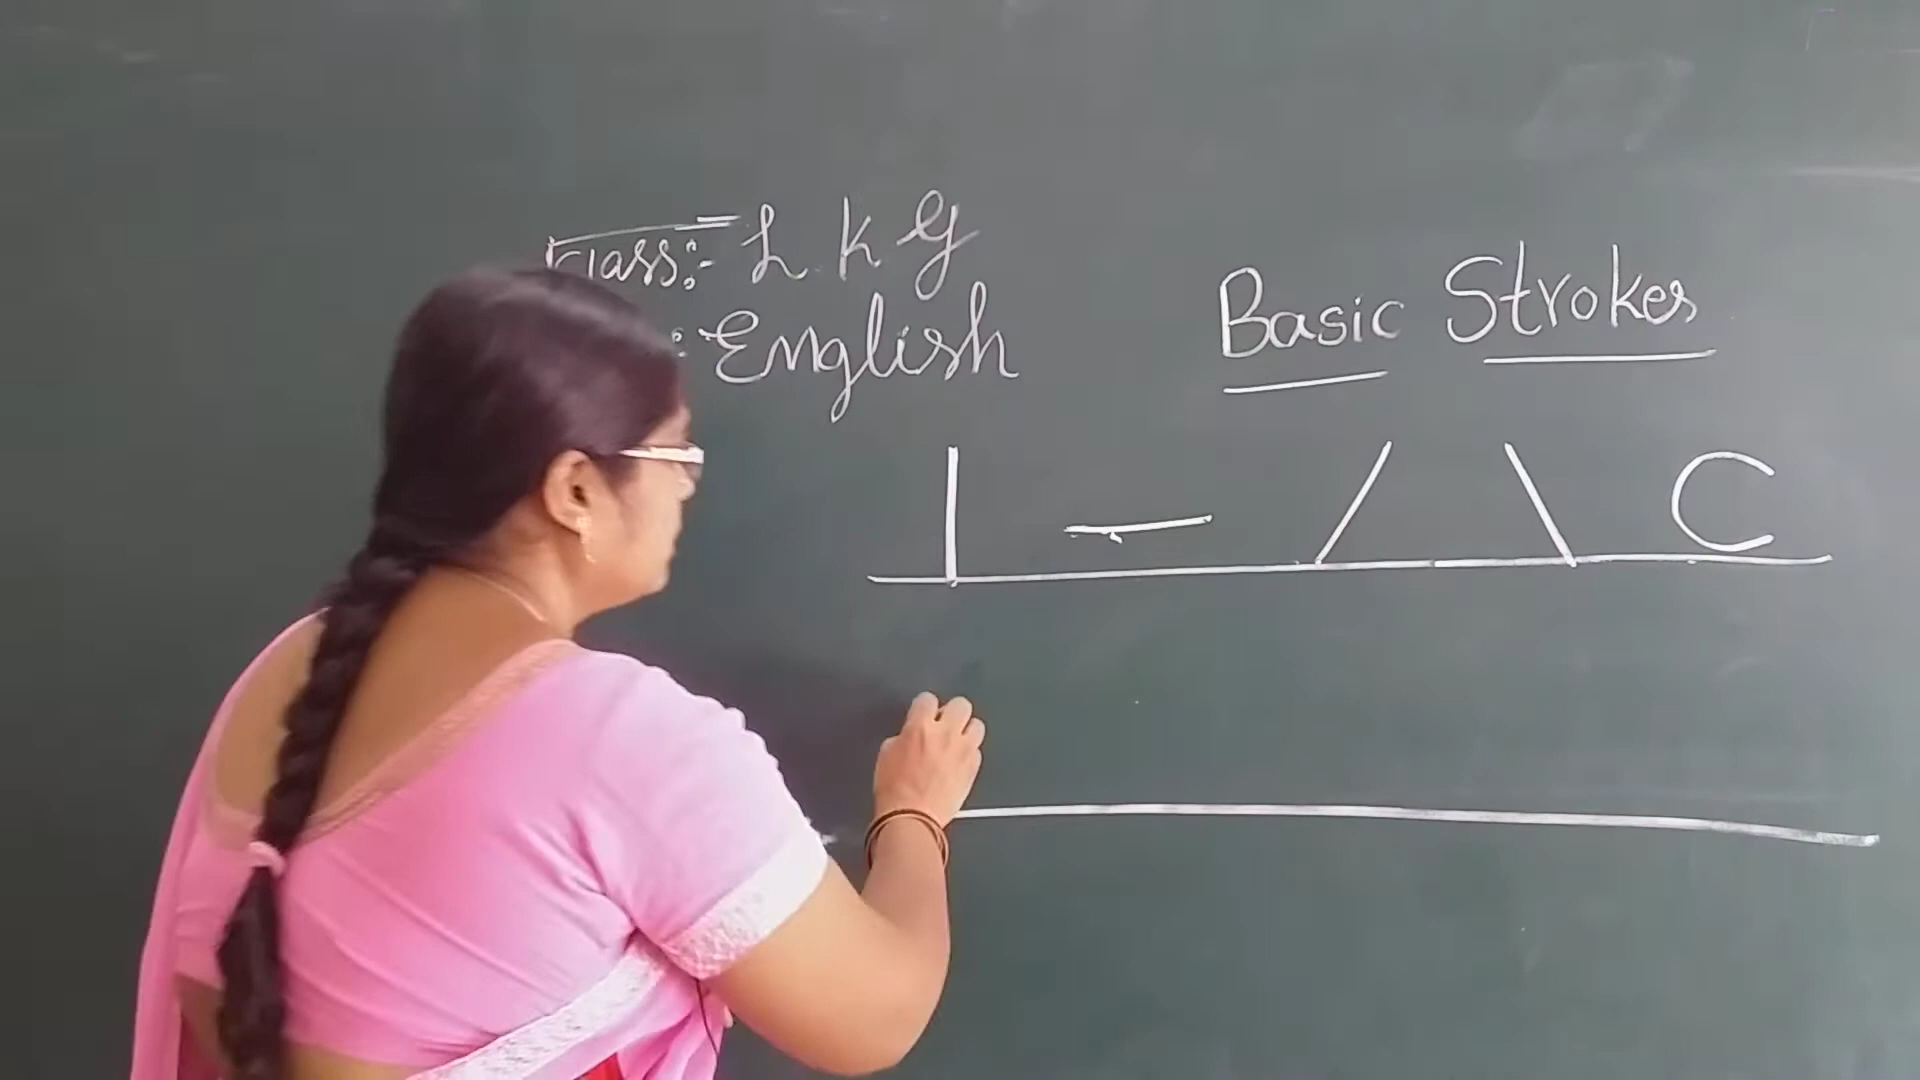 Class:- L K G
: English
Basic Strokes
| — / \ C